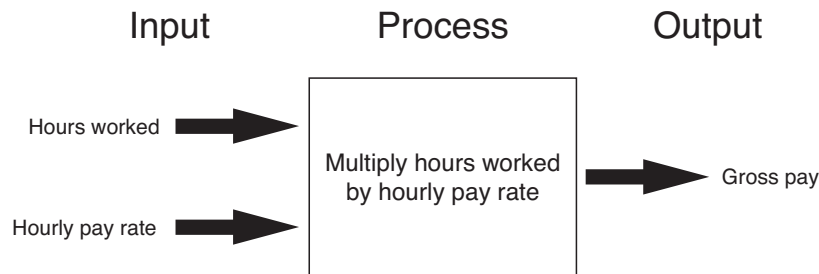 Input Process Output
Hours worked
Multiply hours worked
by hourly pay rate
Gross pay
Hourly pay rate